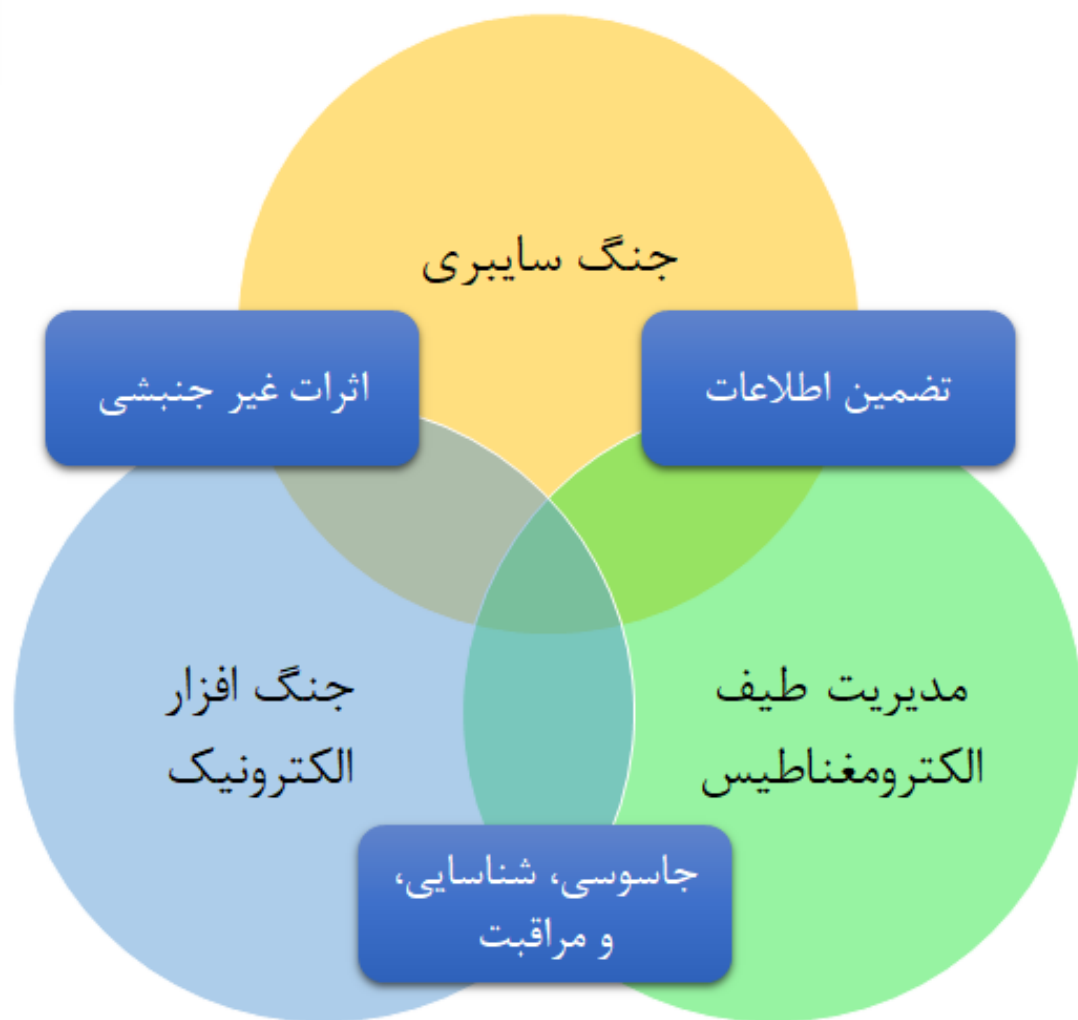 جنگ سایبری
تضمین اطلاعات
اثرات غیر جنبشی
مدیریت طیف
الکترومغناطیس
جنگ افزار
الکترونیک
جاسوسی، شناسایی،
و مراقبت